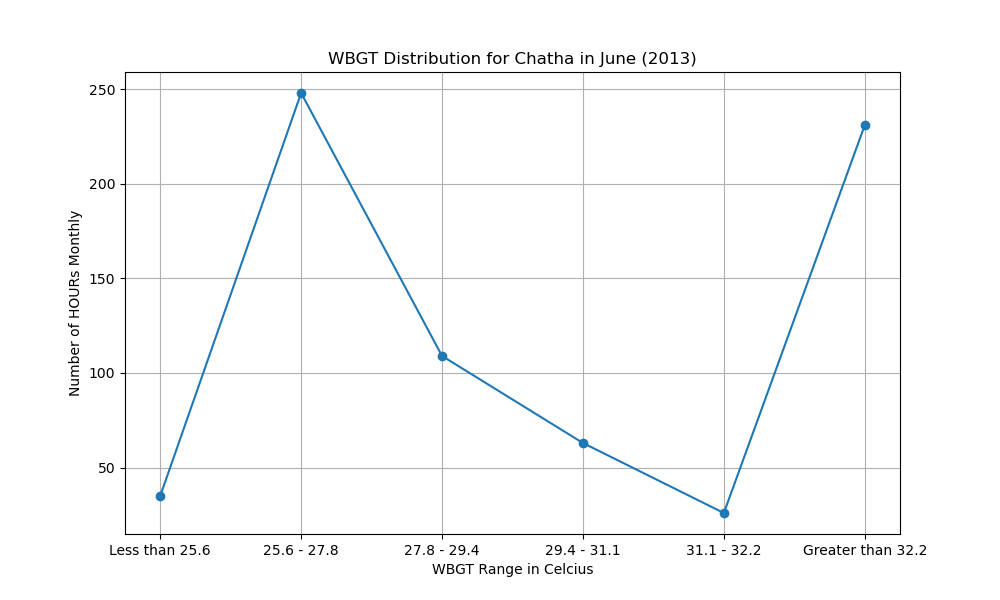 WBGT Distribution for Chatha in June (2013)
Number of HOURs Monthly
250
200
150
100
50
Less than 25.6
25.6 - 27.8
27.8 - 29.4
29.4 - 31.1
31.1 - 32.2
Greater than 32.2
WBGT Range in Celcius